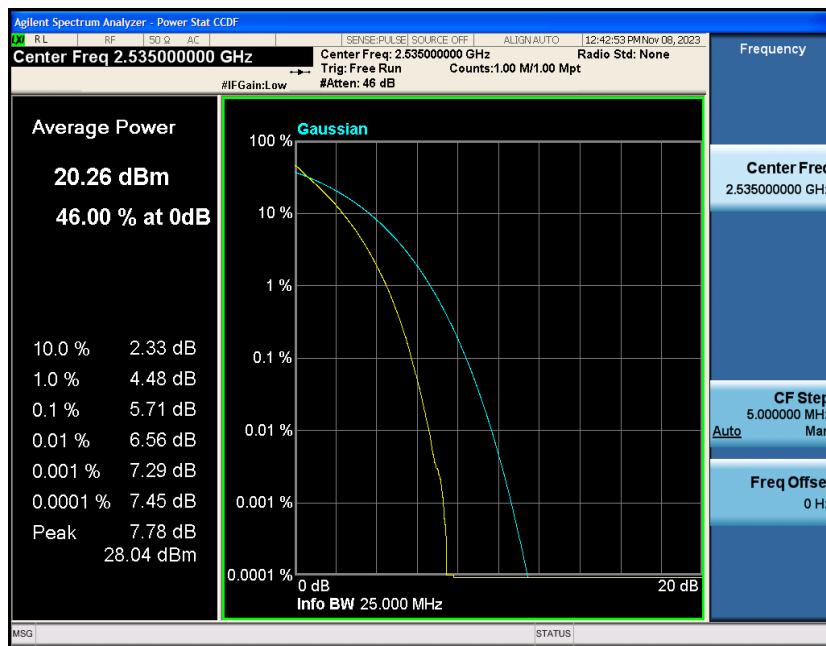 Agilent Spectrum Analyzer - Power Stat CCDF
LXI RL RF 50 Ω AC SENSE:PULSE SOURCE OFF ALIGN AUTO 12:42:53 PM Nov 08, 2023
Center Freq 2.535000000 GHz
Center Freq: 2.535000000 GHz Radio Std: None
Trig: Free Run Counts:1.00 M/1.00 Mpt
#IFGain:Low #Atten: 46 dB
Frequency
Average Power
20.26 dBm
46.00 % at 0dB
10.0 % 2.33 dB
1.0 % 4.48 dB
0.1 % 5.71 dB
0.01 % 6.56 dB
0.001 % 7.29 dB
0.0001 % 7.45 dB
Peak 7.78 dB
28.04 dBm
Gaussian
100 %
10 %
1 %
0.1 %
0.01 %
0.001 %
0.0001 %
0 dB 20 dB
Info BW 25.000 MHz
Center Freq
2.535000000 GHz
CF Step
5.000000 MHz
Auto Man
Freq Offse
0 Hz
MSG STATUS